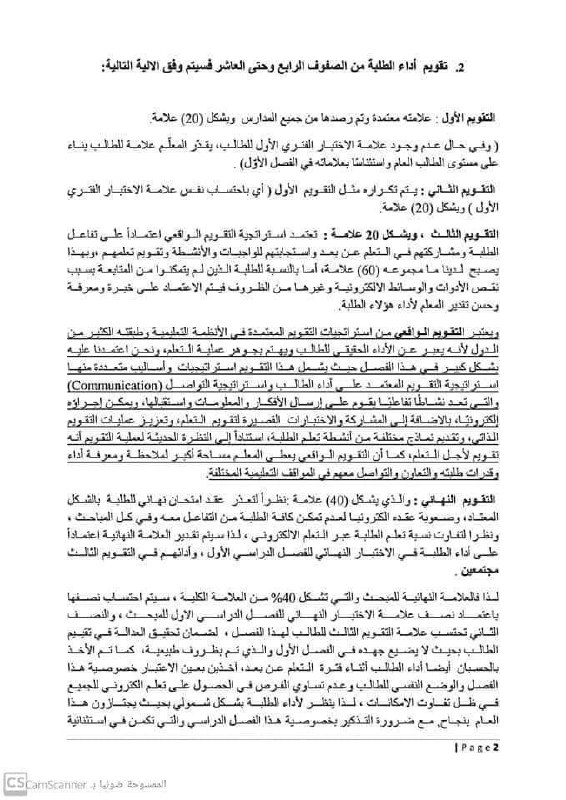 2. تقويم أداء الطلبة من الصفوف الرابع وحتى العاشر فسيتم وفق الالية التالية:
التقويم الأول : علامته معتمدة وتم رصدها من جميع المدارس ويشكل (20) علامة.
( وفي حال عدم وجود علامة الاختبار الفتري الأول للطالب، يقدّر المعلّم علامة للطالب بناء
على مستوى الطالب العام واستئناسًا بعلاماته في الفصل الأوّل) .
التقويم الثاني : يتم تكراره مثل التقويم الأول ( أي باحتساب نفس علامة الاختبار الفتري
الأول ) ويشكل (20) علامة.
التقويم الثالث ، ويشكل 20 علامة : تعتمد استراتجية التقويم الواقعي اعتماداً على تفاعل
الطلبة ومشاركتهم في التعلم عن بعد واستجابتهم للواجبات والأنشطة وتقويم تعلمهم ،وبهذا
يصبح لدينا ما مجموعه (60) علامة، أما بالنسبة للطلبة الذين لم يتمكنوا من المتابعة بسبب
نقص الأدوات والوسائط الالكترونية وغيرها من الظروف فيتم الاعتماد على خبرة ومعرفة
وحسن تقدير المعلم لأداء هؤلاء الطلبة.
ويعتبر التقويم الواقعي من استراتيجيات التقويم المعتمدة في الأنظمة التعليمية وطبقته الكثير من
الدول لأنه يعبر عن الأداء الحقيقي للطالب ويهتم بجوهر عملية التعلم، ونحن اعتمدنا عليه
بشكل كبير في هذا الفصل حيث يشمل هذا التقويم استراتيجيات وأساليب متعددة منها
استراتيجية التقويم المعتمد على أداء الطالب واستراتيجية التواصل (Communication)
والتي تعد نشاطًا تفاعليًا يقوم على إرسال الأفكار والمعلومات واستقبالها، ويمكن إجراؤه
إلكترونيًا، بالاضافة إلى المشاركة والاختبارات القصيرة لتقويم التعلم، وتعزيز عمليات التقويم
الذاتي، وتقديم نماذج مختلفة من أنشطة تعلم الطلبة، استناداً إلى النظرة الحديثة لعملية التقويم أنه
تقويم لأجل التعلم، كما أن التقويم الواقعي يعطي المعلم مساحة أكبر لملاحظة ومعرفة أداء
وقدرات طلبته والتعاون والتواصل معهم في المواقف التعليمية المختلفة.
التقويم النهائي : والذي يشكل (40) علامة :نظراً لتعذر عقد امتحان نهائي للطلبة بالشكل
المعتاد، وصعوبة عقده الكترونيا لعدم تمكن كافة الطلبة من التفاعل معه وفي كل المباحث ،
ونظرا لتفاوت نسبة تعلم الطلبة عبر التعلم الالكتروني ، لذا سيتم تقدير العلامة النهائية اعتماداً
على أداء الطلبة في الاختبار النهائي للفصل الدراسي الأول ، وأدائهم في التقويم الثالث
مجتمعين .
لذا فالعلامة النهائية للمبحث والتي تشكل 40% من العلامة الكلية ، سيتم احتساب نصفها
باعتماد نصف علامة الاختبار النهائي للفصل الدراسي الاول للمبحث ، والنصف
الثاني تحتسب علامة التقويم الثالث للطالب لهذا الفصل ، لضمان تحقيق العدالة في تقييم
الطالب بحيث لا يضيع جهده في الفصل الأول والذي تم بظروف طبيعية، كما تم الأخذ
بالحسبان أيضا أداء الطالب أثناء فترة التعلم عن بعد، آخذين بعين الاعتبار خصوصية هذا
الفصل والوضع النفسي للطالب وعدم تساوي الفرص في الحصول على تعلم الكتروني للجميع
في ظل تفاوت الامكانات ، لذا ينظر لأداء الطلبة بشكل شمولي بحيث يجتازون هذا
العام بنجاح، مع ضرورة التذكير بخصوصية هذا الفصل الدراسي والتي تكمن في استثنائية
| Page 2
CS CamScanner الممسوحة ضوئيا بـ